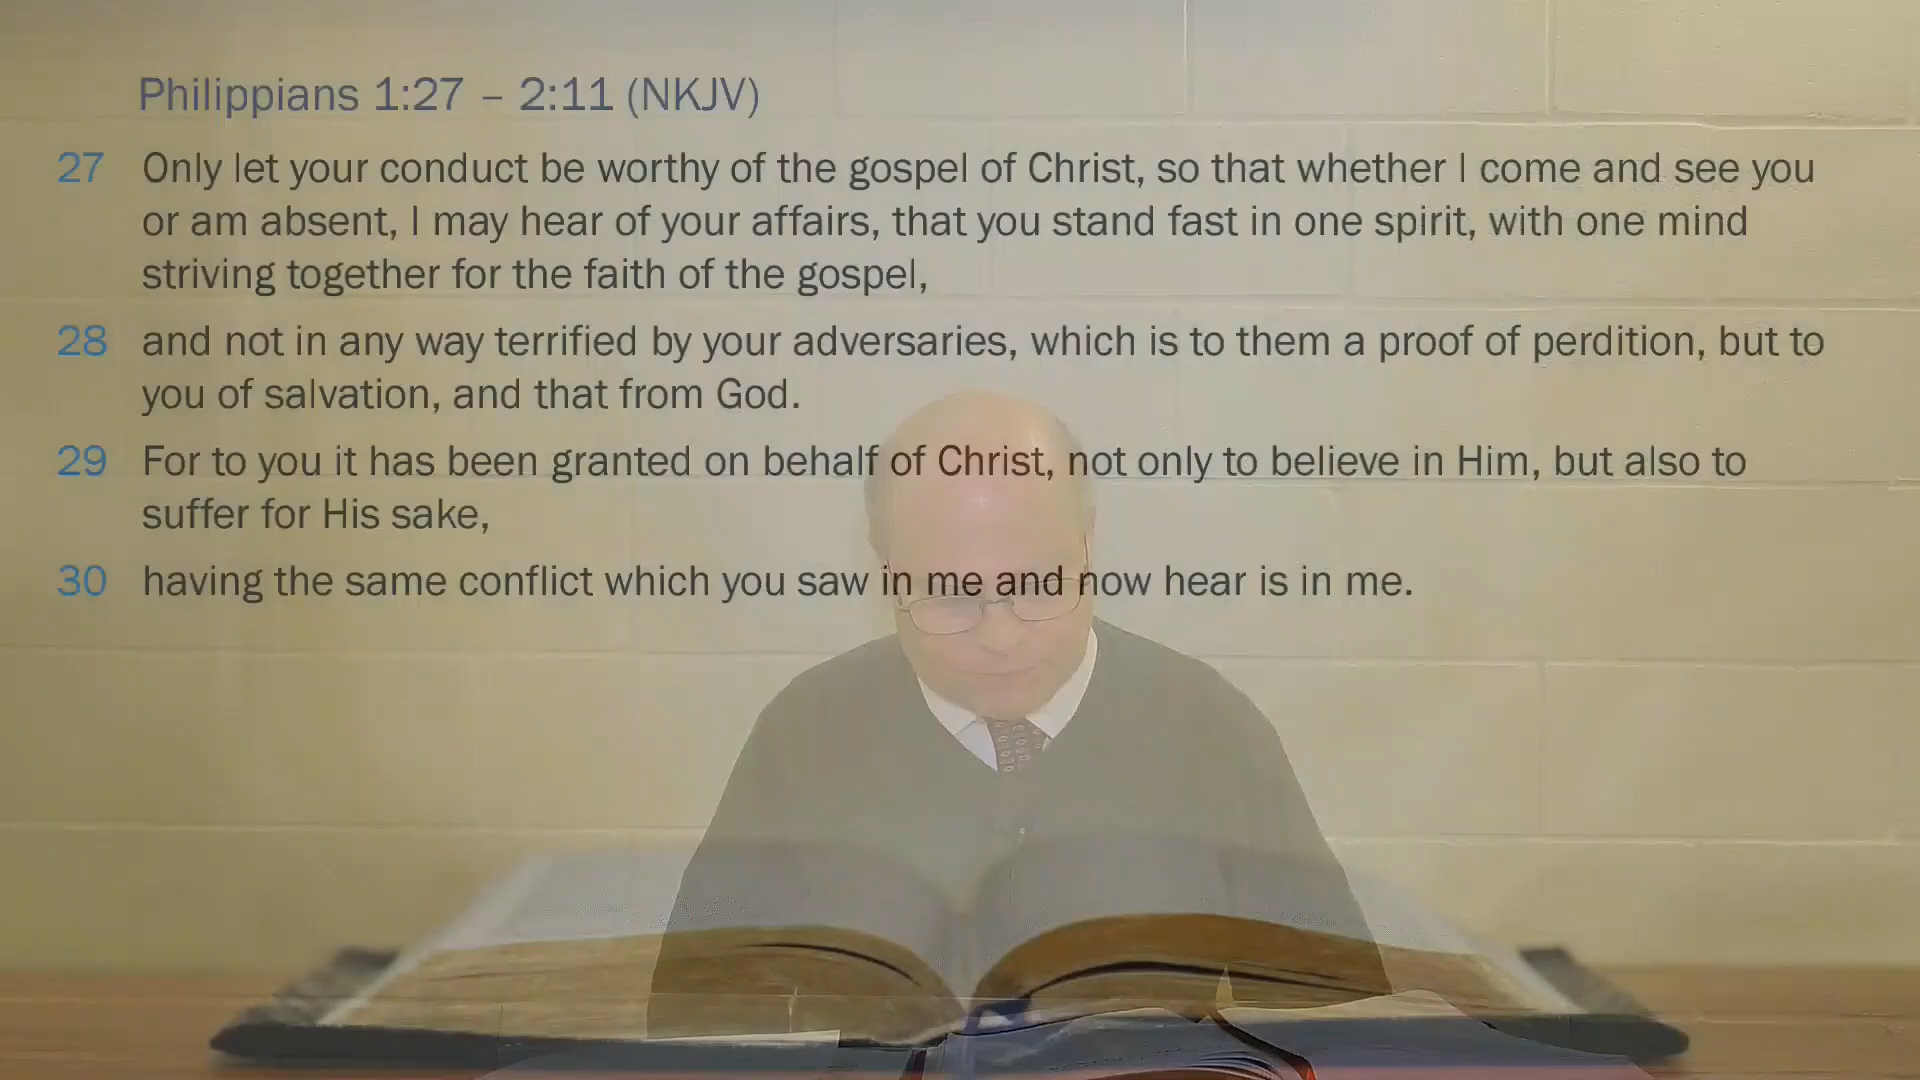 Philippians 1:27 – 2:11 (NKJV)
27 Only let your conduct be worthy of the gospel of Christ, so that whether I come and see you
or am absent, I may hear of your affairs, that you stand fast in one spirit, with one mind
striving together for the faith of the gospel,
28 and not in any way terrified by your adversaries, which is to them a proof of perdition, but to
you of salvation, and that from God.
29 For to you it has been granted on behalf of Christ, not only to believe in Him, but also to
suffer for His sake,
30 having the same conflict which you saw in me and now hear is in me.